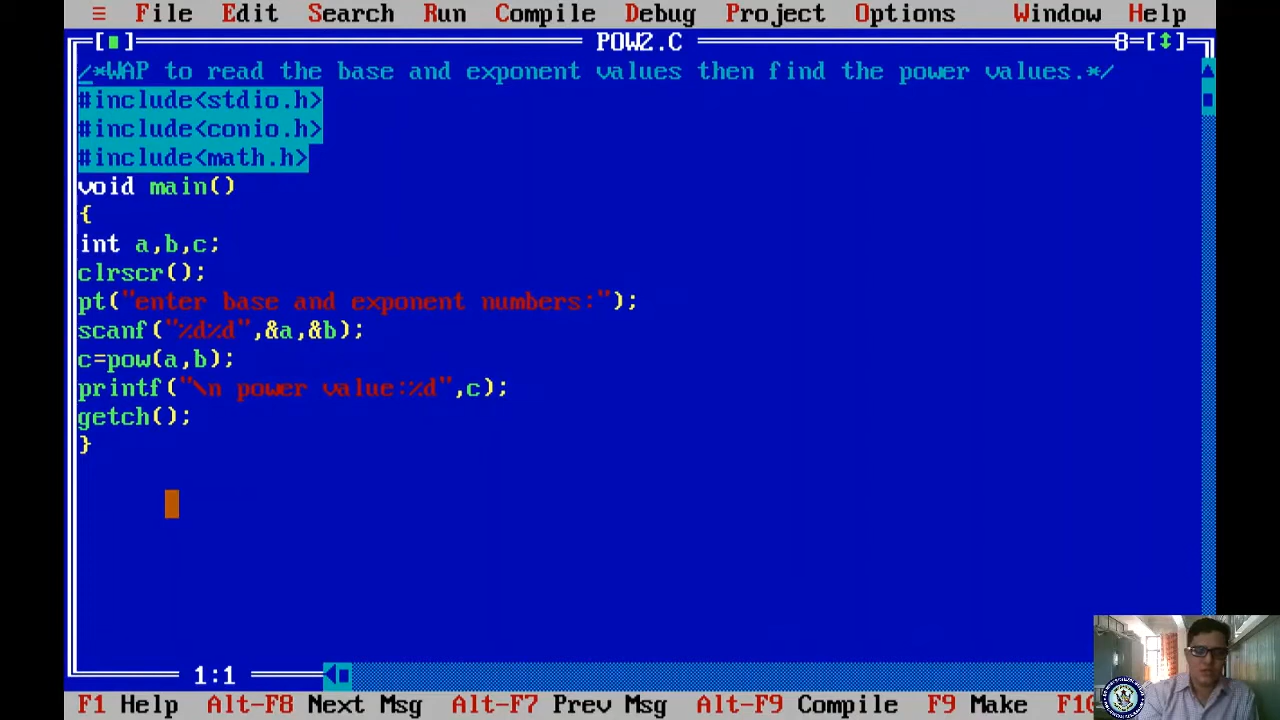 ≡ File Edit Search Run Compile Debug Project Options Window Help
POW2.C 8=[↕]
/*WAP to read the base and exponent values then find the power values.*/
#include<stdio.h>
#include<conio.h>
#include<math.h>
void main()
{
int a,b,c;
clrscr();
pt("enter base and exponent numbers:");
scanf("%d%d",&a,&b);
c=pow(a,b);
printf("\n power value:%d",c);
getch();
}
1:1
F1 Help Alt-F8 Next Msg Alt-F7 Prev Msg Alt-F9 Compile F9 Make F10